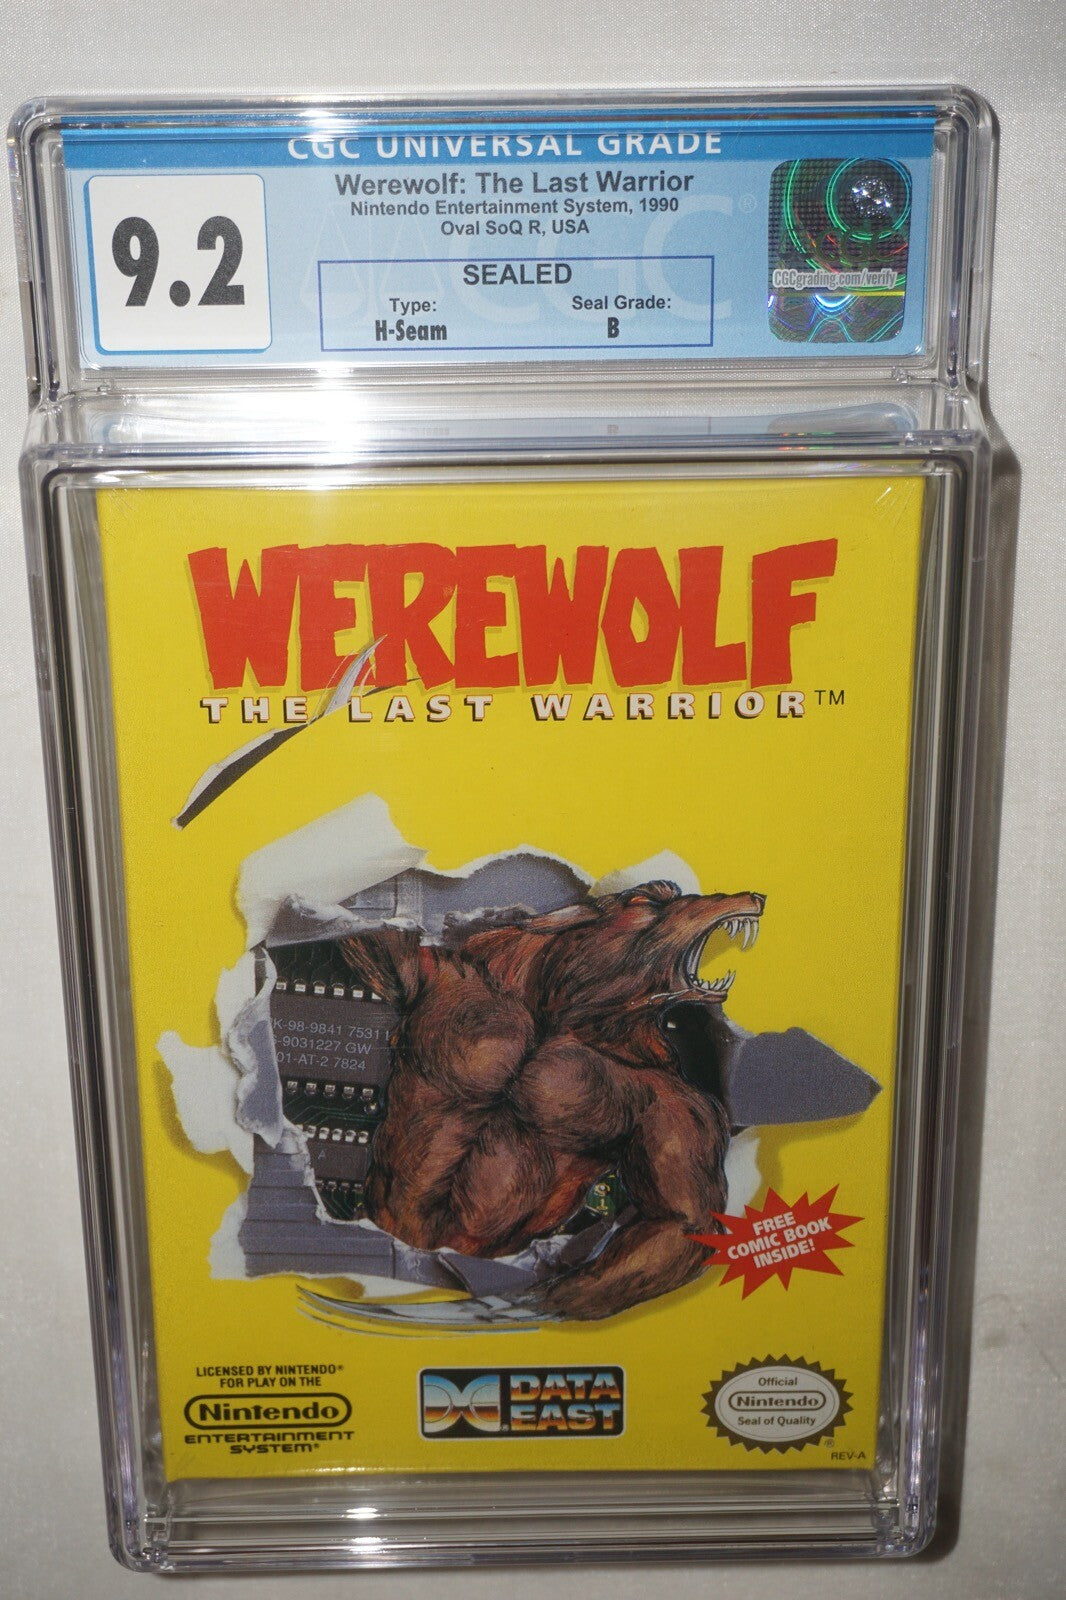 CGC UNIVERSAL GRADE
9.2
Werewolf: The Last Warrior
Nintendo Entertainment System, 1990
Oval SoQ R, USA
SEALED
Type:
H-Seam
Seal Grade:
B
CGC®
CGCgrading.com/verify
WEREWOLF
THE LAST WARRIOR™
K-98-9841 75311
-9031227 GW
01-AT-2 7824
A
FREE
COMIC BOOK
INSIDE!
LICENSED BY NINTENDO®
FOR PLAY ON THE
Nintendo
ENTERTAINMENT
SYSTEM®
DATA
EAST
Official
Nintendo
Seal of Quality
®
REV-A